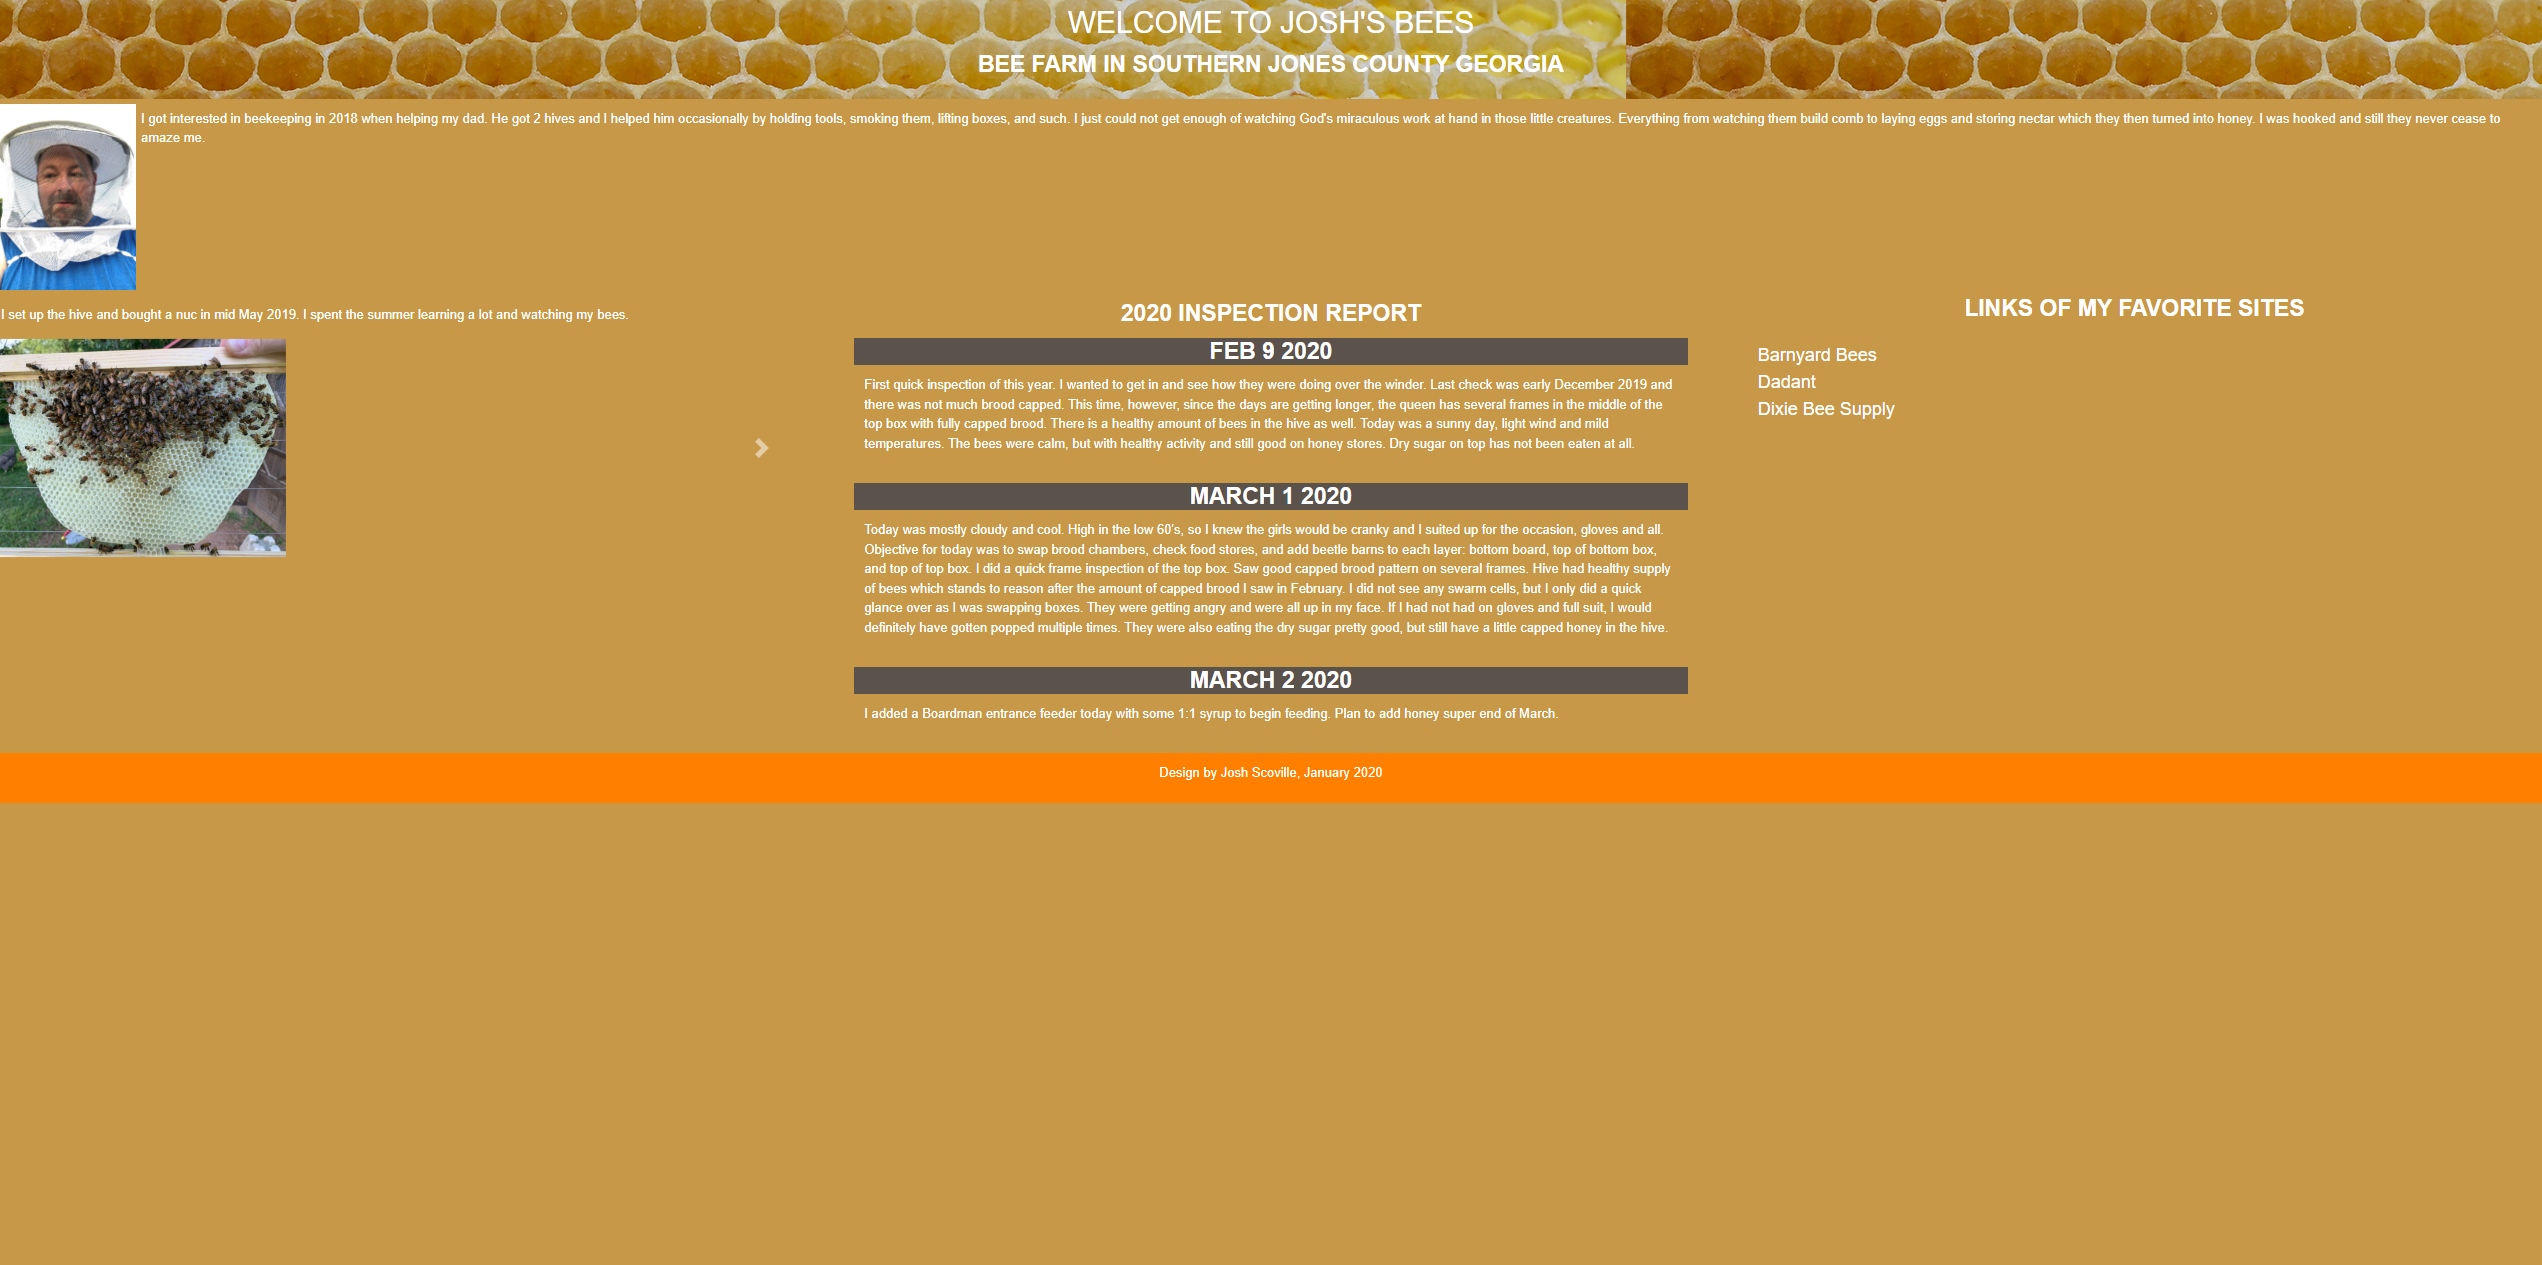 WELCOME TO JOSH'S BEES
BEE FARM IN SOUTHERN JONES COUNTY GEORGIA
I got interested in beekeeping in 2018 when helping my dad. He got 2 hives and I helped him occasionally by holding tools, smoking them, lifting boxes, and such. I just could not get enough of watching God's miraculous work at hand in those little creatures. Everything from watching them build comb to laying eggs and storing nectar which they then turned into honey. I was hooked and still they never cease to
amaze me.
I set up the hive and bought a nuc in mid May 2019. I spent the summer learning a lot and watching my bees.
2020 INSPECTION REPORT
FEB 9 2020
First quick inspection of this year. I wanted to get in and see how they were doing over the winder. Last check was early December 2019 and
there was not much brood capped. This time, however, since the days are getting longer, the queen has several frames in the middle of the
top box with fully capped brood. There is a healthy amount of bees in the hive as well. Today was a sunny day, light wind and mild
temperatures. The bees were calm, but with healthy activity and still good on honey stores. Dry sugar on top has not been eaten at all.
MARCH 1 2020
Today was mostly cloudy and cool. High in the low 60's, so I knew the girls would be cranky and I suited up for the occasion, gloves and all.
Objective for today was to swap brood chambers, check food stores, and add beetle barns to each layer: bottom board, top of bottom box,
and top of top box. I did a quick frame inspection of the top box. Saw good capped brood pattern on several frames. Hive had healthy supply
of bees which stands to reason after the amount of capped brood I saw in February. I did not see any swarm cells, but I only did a quick
glance over as I was swapping boxes. They were getting angry and were all up in my face. If I had not had on gloves and full suit, I would
definitely have gotten popped multiple times. They were also eating the dry sugar pretty good, but still have a little capped honey in the hive.
MARCH 2 2020
I added a Boardman entrance feeder today with some 1:1 syrup to begin feeding. Plan to add honey super end of March.
LINKS OF MY FAVORITE SITES
Barnyard Bees
Dadant
Dixie Bee Supply
Design by Josh Scoville, January 2020